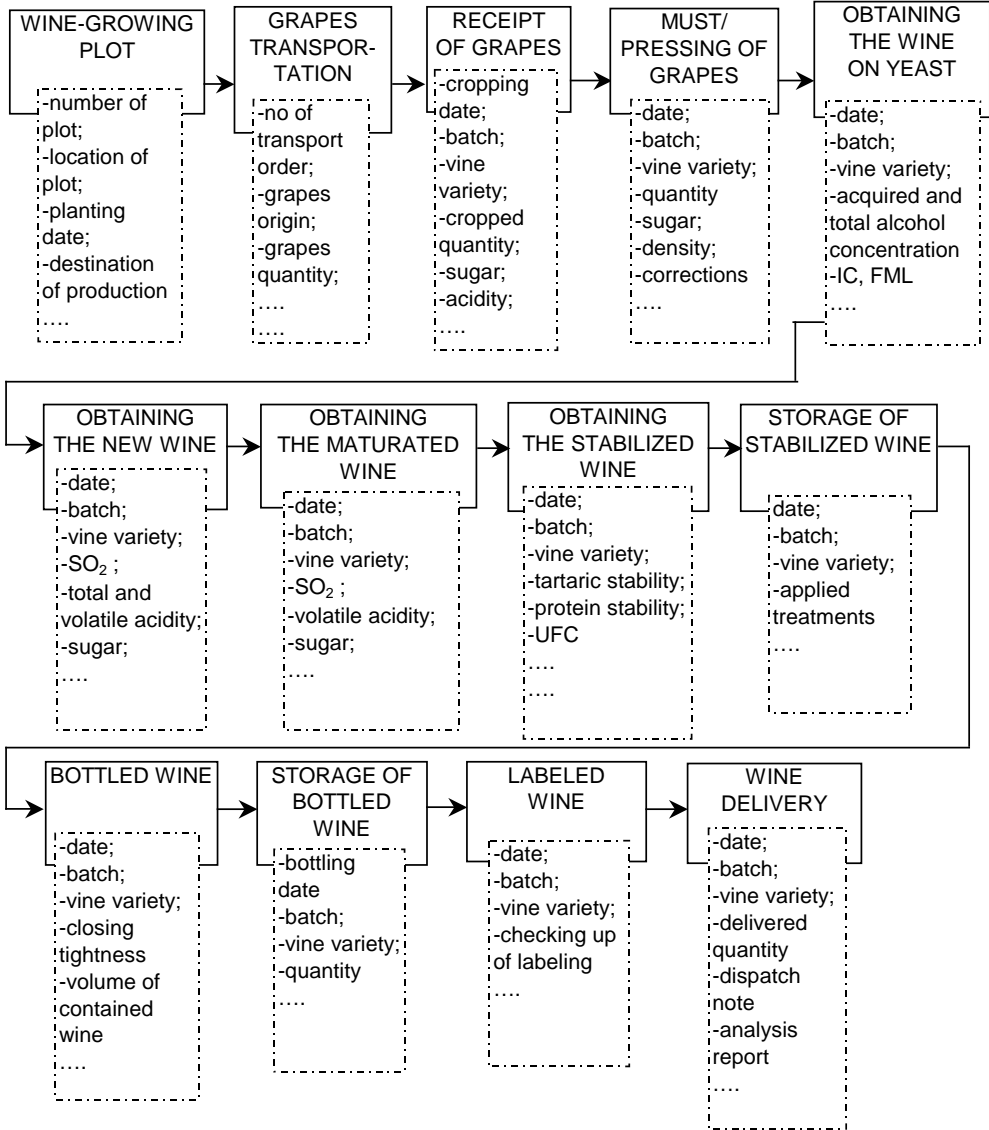 WINE-GROWING
PLOT
-number of
plot;
-location of
plot;
-planting
date;
-destination
of production
….
GRAPES
TRANSPOR-
TATION
-no of
transport
order;
-grapes
origin;
-grapes
quantity;
….
….
RECEIPT
OF GRAPES
-cropping
date;
-batch;
-vine
variety;
-cropped
quantity;
-sugar;
-acidity;
….
MUST/
PRESSING OF
GRAPES
-date;
-batch;
-vine variety;
-quantity
-sugar;
-density;
-corrections
….
OBTAINING
THE WINE
ON YEAST
-date;
-batch;
-vine variety;
-acquired and
total alcohol
concentration
-IC, FML
….
OBTAINING
THE NEW WINE
-date;
-batch;
-vine variety;
-SO₂ ;
-total and
volatile acidity;
-sugar;
….
OBTAINING
THE MATURATED
WINE
-date;
-batch;
-vine variety;
-SO₂ ;
-volatile acidity;
-sugar;
….
OBTAINING
THE STABILIZED
WINE
-date;
-batch;
-vine variety;
-tartaric stability;
-protein stability;
-UFC
….
….
STORAGE OF
STABILIZED WINE
date;
-batch;
-vine variety;
-applied
treatments
….
BOTTLED WINE
-date;
-batch;
-vine variety;
-closing
tightness
-volume of
contained
wine
….
STORAGE OF
BOTTLED
WINE
-bottling
date
-batch;
-vine variety;
-quantity
….
LABELED
WINE
-date;
-batch;
-vine variety;
-checking up
of labeling
….
WINE
DELIVERY
-date;
-batch;
-vine variety;
-delivered
quantity
-dispatch
note
-analysis
report
….